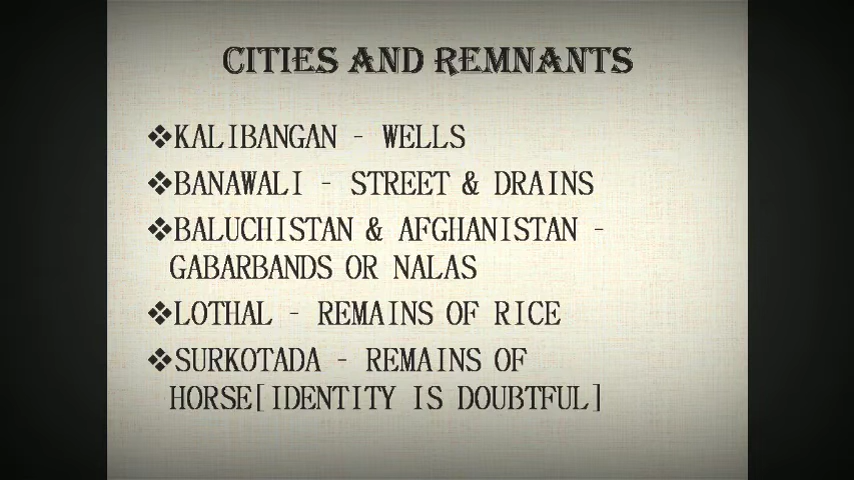 CITIES AND REMNANTS
❖KALIBANGAN - WELLS
❖BANAWALI - STREET & DRAINS
❖BALUCHISTAN & AFGHANISTAN -
GABARBANDS OR NALAS
❖LOTHAL - REMAINS OF RICE
❖SURKOTADA - REMAINS OF
HORSE[IDENTITY IS DOUBTFUL]